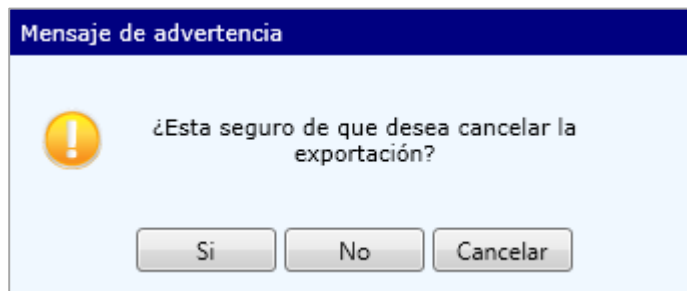 Mensaje de advertencia
¿Esta seguro de que desea cancelar la
exportación?
Si No Cancelar